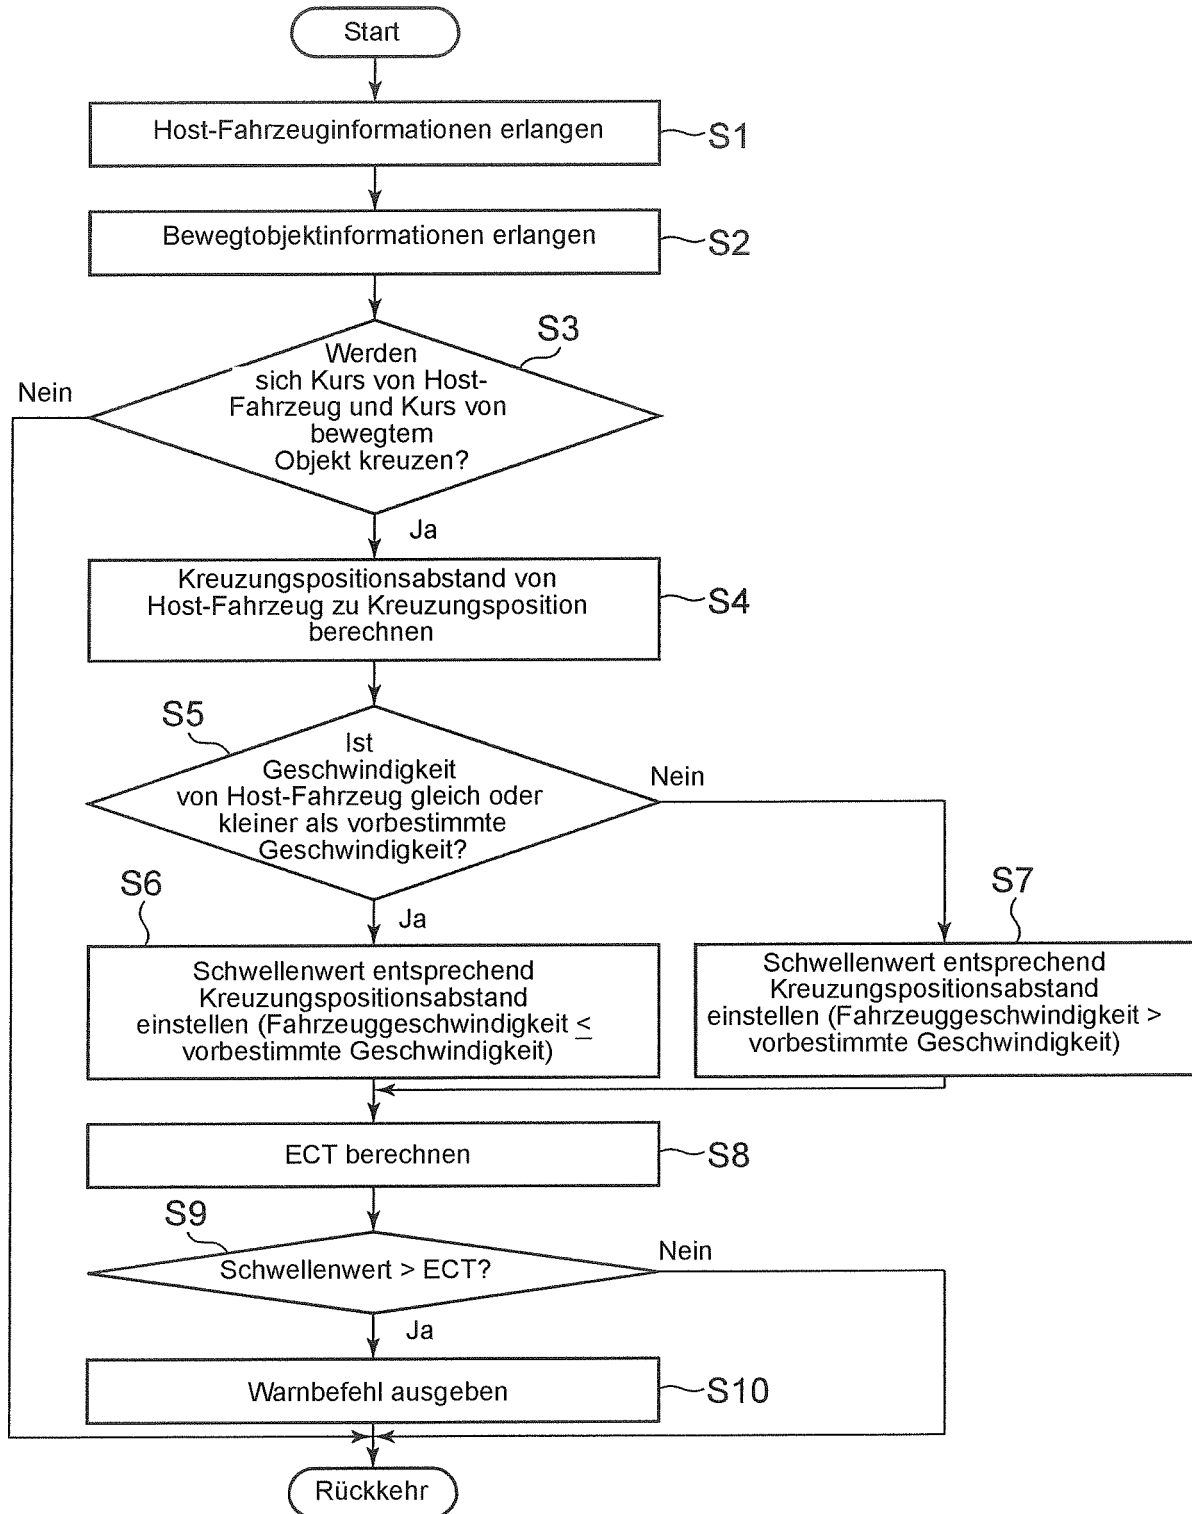 Start
Host-Fahrzeuginformationen erlangen
S1
Bewegtobjektinformationen erlangen
S2
S3
Werden
sich Kurs von Host-
Fahrzeug und Kurs von
bewegtem
Objekt kreuzen?
Nein
Ja
Kreuzungspositionsabstand von
Host-Fahrzeug zu Kreuzungsposition
berechnen
S4
S5
Ist
Geschwindigkeit
von Host-Fahrzeug gleich oder
kleiner als vorbestimmte
Geschwindigkeit?
Nein
Ja
S6
Schwellenwert entsprechend
Kreuzungspositionsabstand
einstellen (Fahrzeuggeschwindigkeit ≤
vorbestimmte Geschwindigkeit)
S7
Schwellenwert entsprechend
Kreuzungspositionsabstand
einstellen (Fahrzeuggeschwindigkeit >
vorbestimmte Geschwindigkeit)
ECT berechnen
S8
S9
Schwellenwert > ECT?
Nein
Ja
Warnbefehl ausgeben
S10
Rückkehr